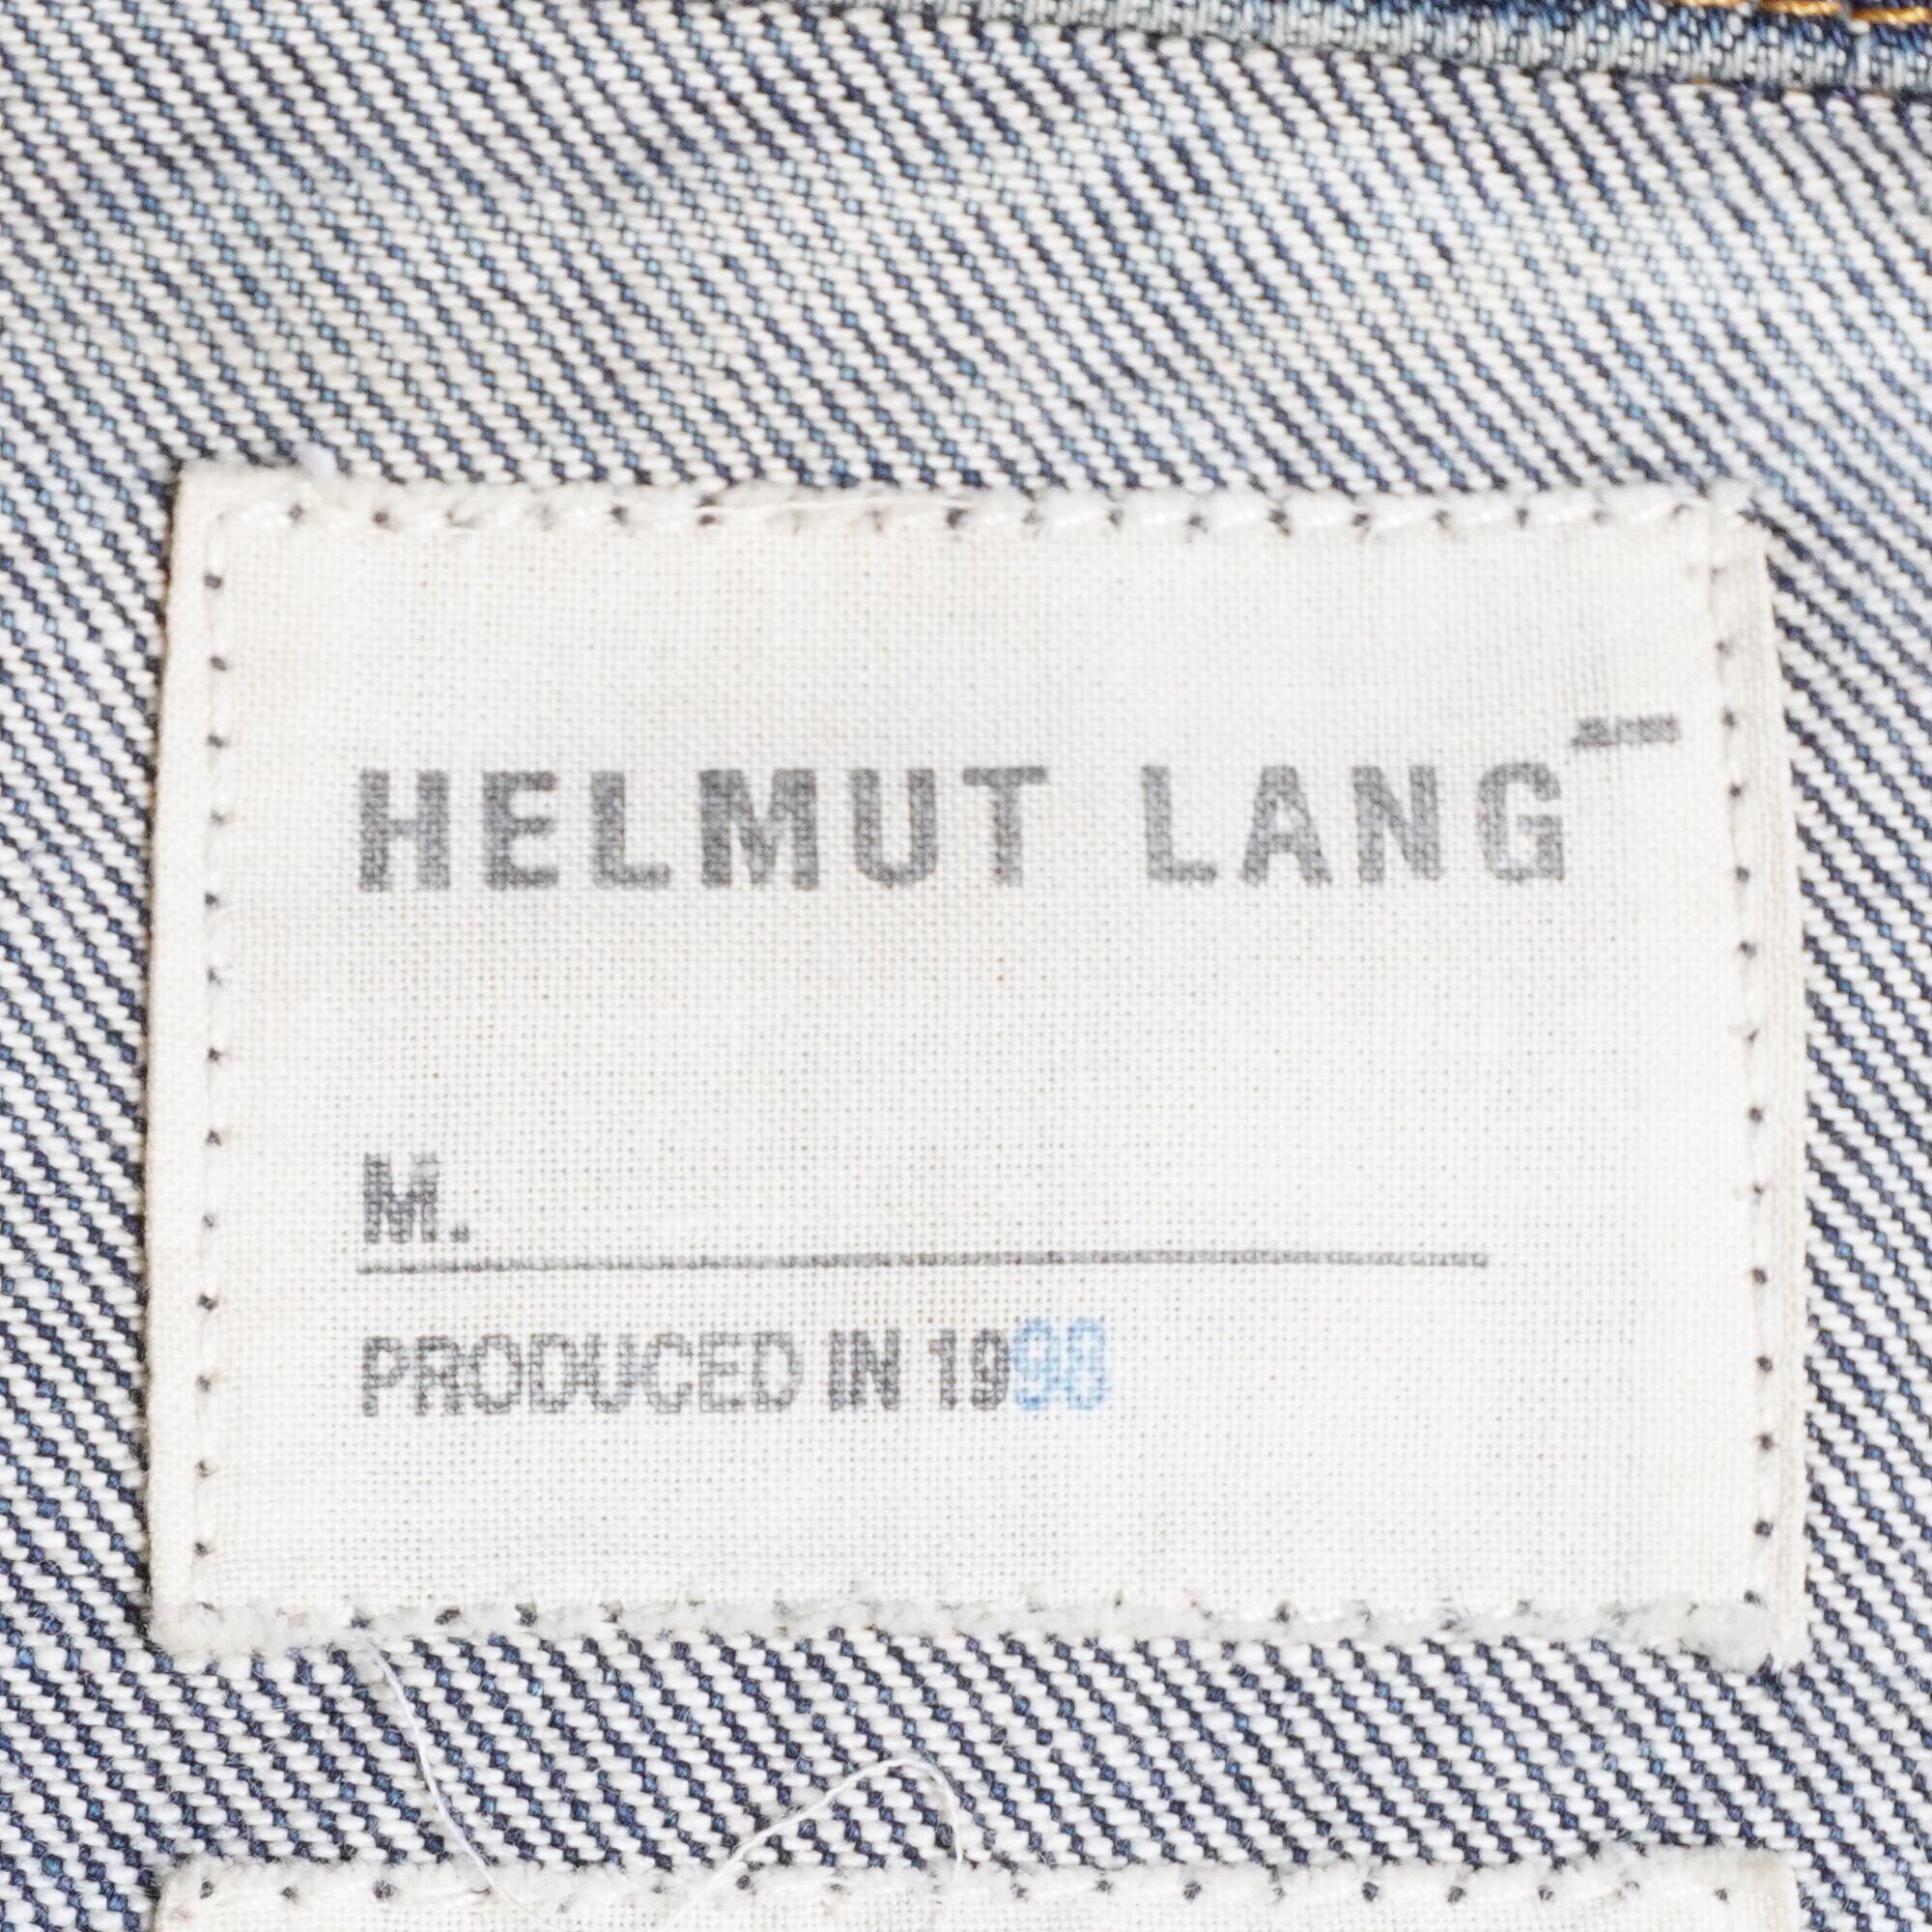 HELMUT LANG
M.
PRODUCED IN 1998